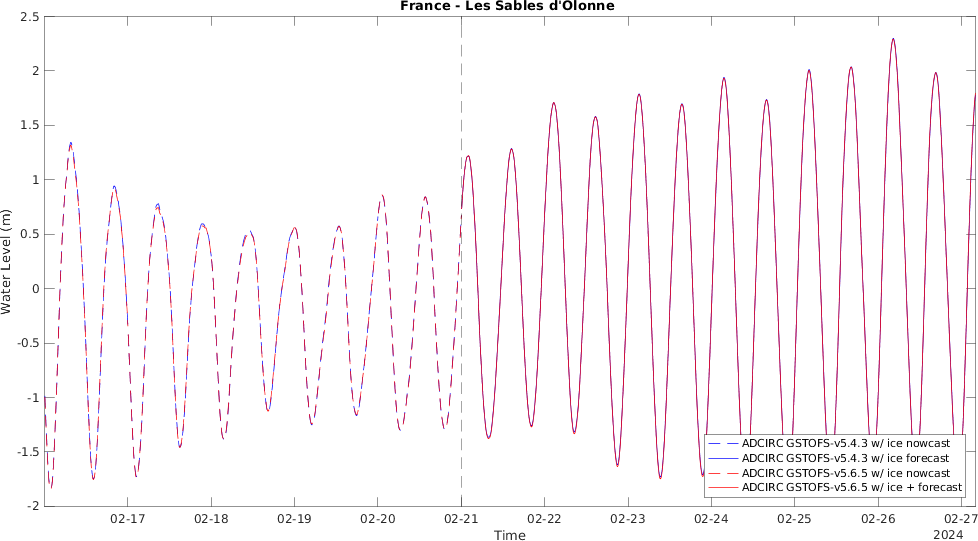 France - Les Sables d'Olonne
2.5
2
1.5
1
0.5
0
-0.5
-1
-1.5
-2
Water Level (m)
ADCIRC GSTOFS-v5.4.3 w/ ice nowcast
ADCIRC GSTOFS-v5.4.3 w/ ice forecast
ADCIRC GSTOFS-v5.6.5 w/ ice nowcast
ADCIRC GSTOFS-v5.6.5 w/ ice + forecast
02-17 02-18 02-19 02-20 02-21 02-22 02-23 02-24 02-25 02-26 02-27
Time
2024